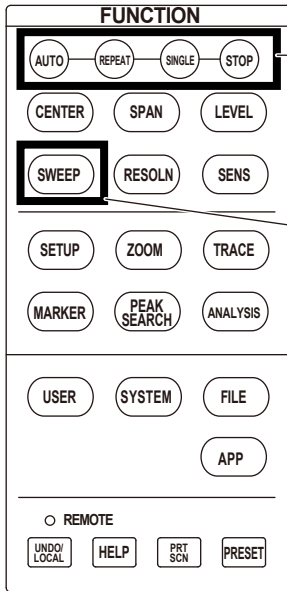 FUNCTION
AUTO REPEAT SINGLE STOP
CENTER SPAN LEVEL
SWEEP RESOLN SENS
SETUP ZOOM TRACE
MARKER PEAK SEARCH ANALYSIS
USER SYSTEM FILE
APP
REMOTE
UNDO/ LOCAL HELP PRT SCN PRESET